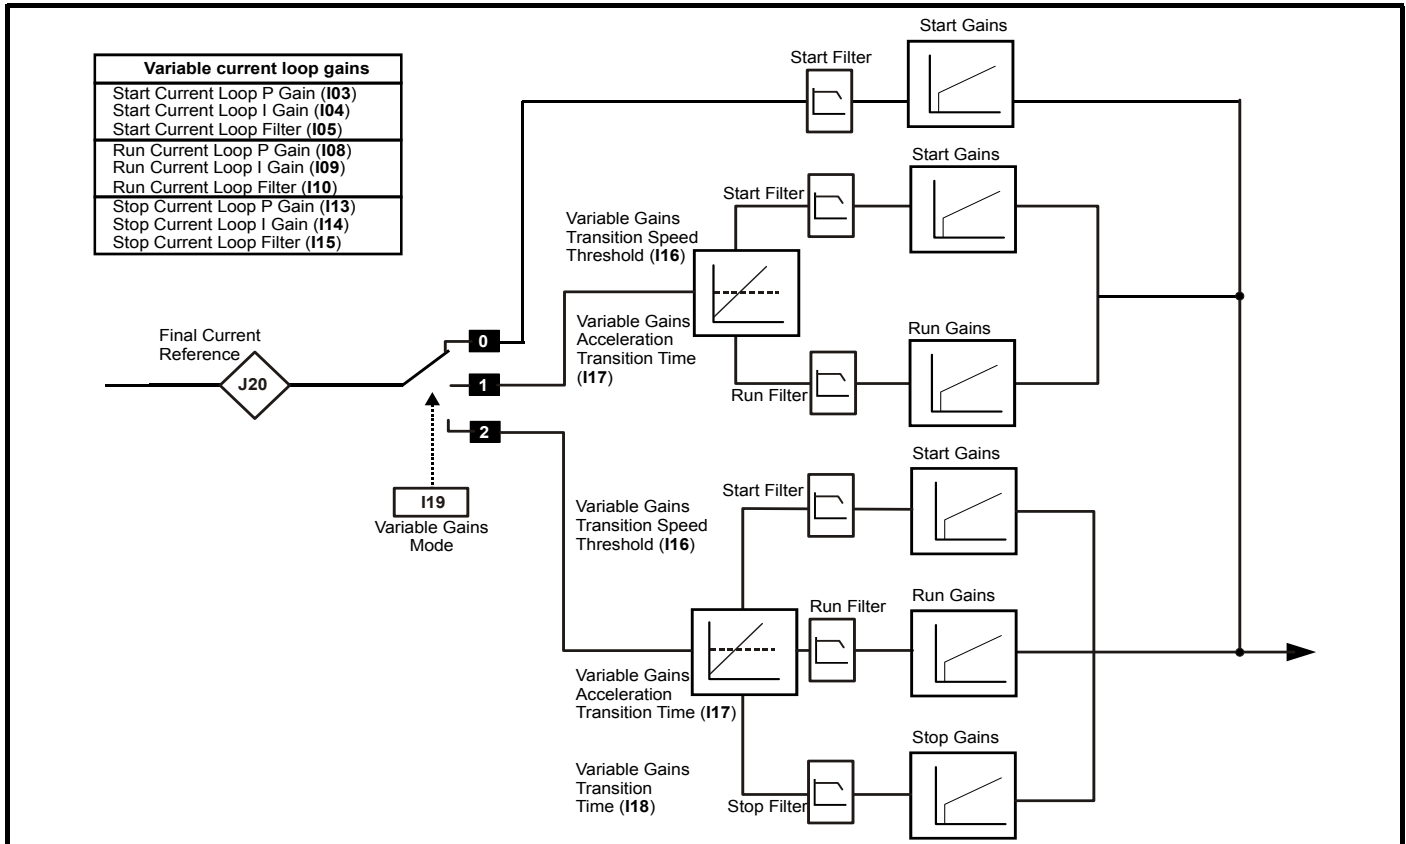 Variable current loop gains
Start Current Loop P Gain (I03)
Start Current Loop I Gain (I04)
Start Current Loop Filter (I05)
Run Current Loop P Gain (I08)
Run Current Loop I Gain (I09)
Run Current Loop Filter (I10)
Stop Current Loop P Gain (I13)
Stop Current Loop I Gain (I14)
Stop Current Loop Filter (I15)
Final Current
Reference
J20
0
1
2
I19
Variable Gains
Mode
Start Filter
Start Gains
Variable Gains
Transition Speed
Threshold (I16)
Variable Gains
Acceleration
Transition Time
(I17)
Start Filter
Start Gains
Run Filter
Run Gains
Variable Gains
Transition Speed
Threshold (I16)
Variable Gains
Acceleration
Transition Time (I17)
Variable Gains
Transition
Time (I18)
Start Filter
Start Gains
Run Filter
Run Gains
Stop Filter
Stop Gains